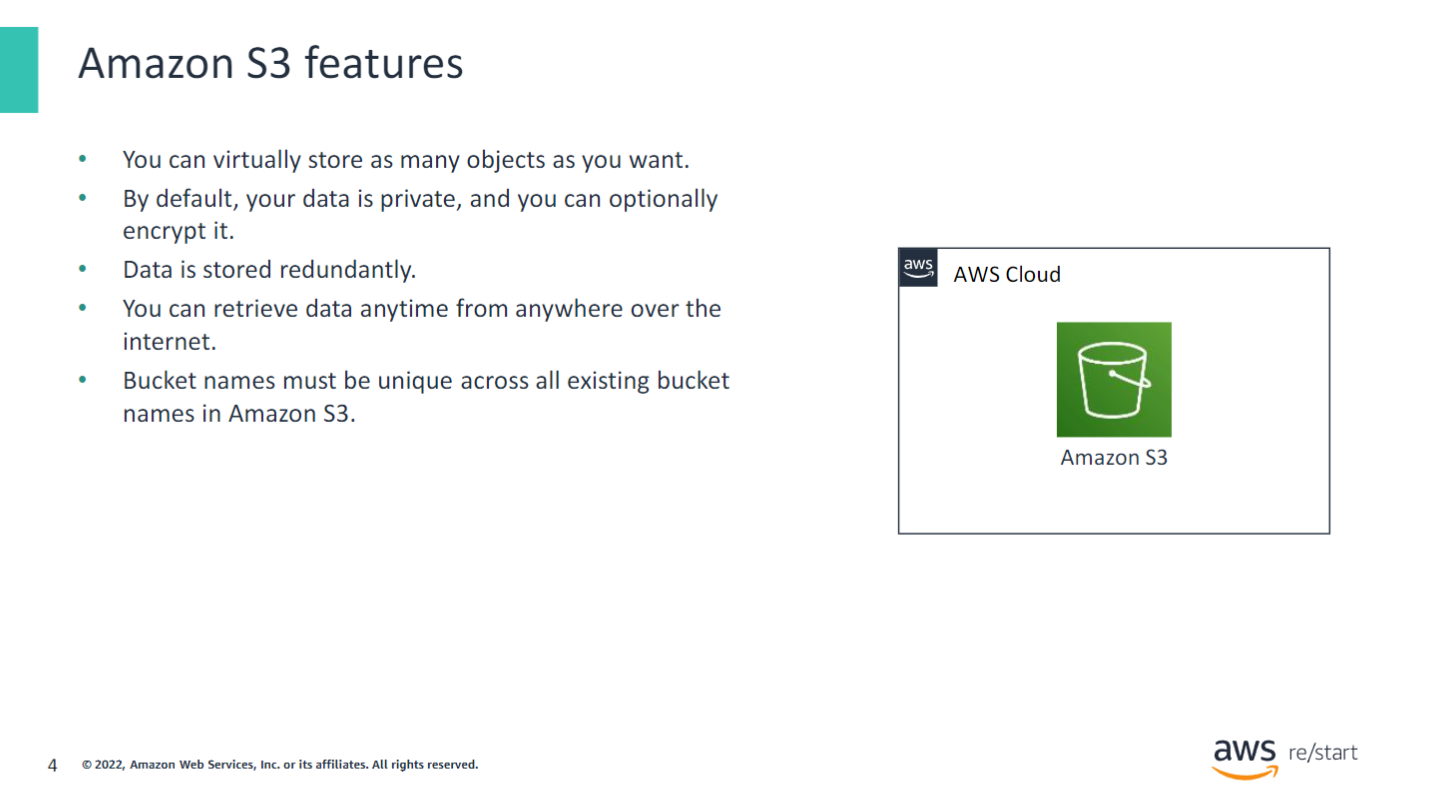 Amazon S3 features
• You can virtually store as many objects as you want.
• By default, your data is private, and you can optionally
encrypt it.
• Data is stored redundantly.
• You can retrieve data anytime from anywhere over the
internet.
• Bucket names must be unique across all existing bucket
names in Amazon S3.
aws
AWS Cloud
Amazon S3
4
© 2022, Amazon Web Services, Inc. or its affiliates. All rights reserved.
aws re/start